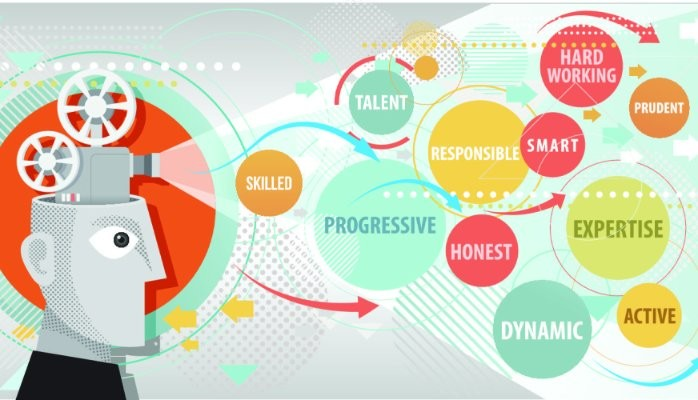 HARD
WORKING
TALENT
PRUDENT
RESPONSIBLE
SMART
SKILLED
PROGRESSIVE
EXPERTISE
HONEST
ACTIVE
DYNAMIC